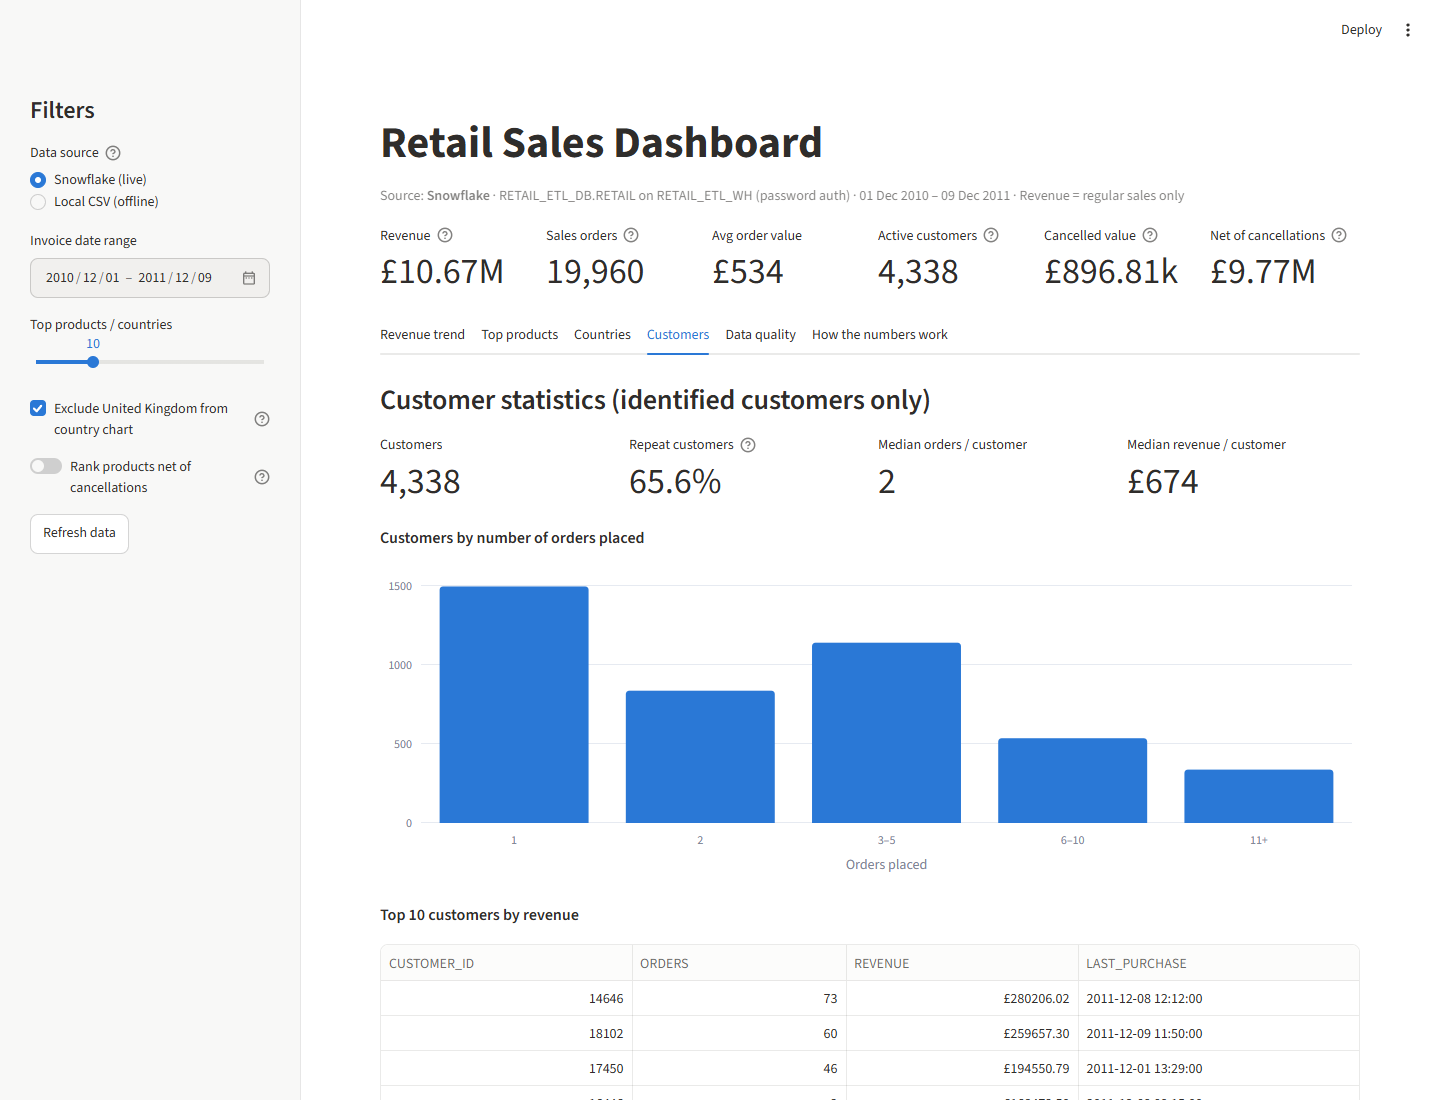 Deploy
Filters
Data source
Snowflake (live)
Local CSV (offline)
Invoice date range
2010 / 12 / 01 – 2011 / 12 / 09
Top products / countries
10
Exclude United Kingdom from
country chart
Rank products net of
cancellations
Refresh data
Retail Sales Dashboard
Source: Snowflake · RETAIL_ETL_DB.RETAIL on RETAIL_ETL_WH (password auth) · 01 Dec 2010 – 09 Dec 2011 · Revenue = regular sales only
Revenue Sales orders Avg order value Active customers Cancelled value Net of cancellations
£10.67M 19,960 £534 4,338 £896.81k £9.77M
Revenue trend Top products Countries Customers Data quality How the numbers work
Customer statistics (identified customers only)
Customers Repeat customers Median orders / customer Median revenue / customer
4,338 65.6% 2 £674
Customers by number of orders placed
1500
1000
500
0
1 2 3–5 6–10 11+
Orders placed
Top 10 customers by revenue
CUSTOMER_ID ORDERS REVENUE LAST_PURCHASE
14646 73 £280206.02 2011-12-08 12:12:00
18102 60 £259657.30 2011-12-09 11:50:00
17450 46 £194550.79 2011-12-01 13:29:00